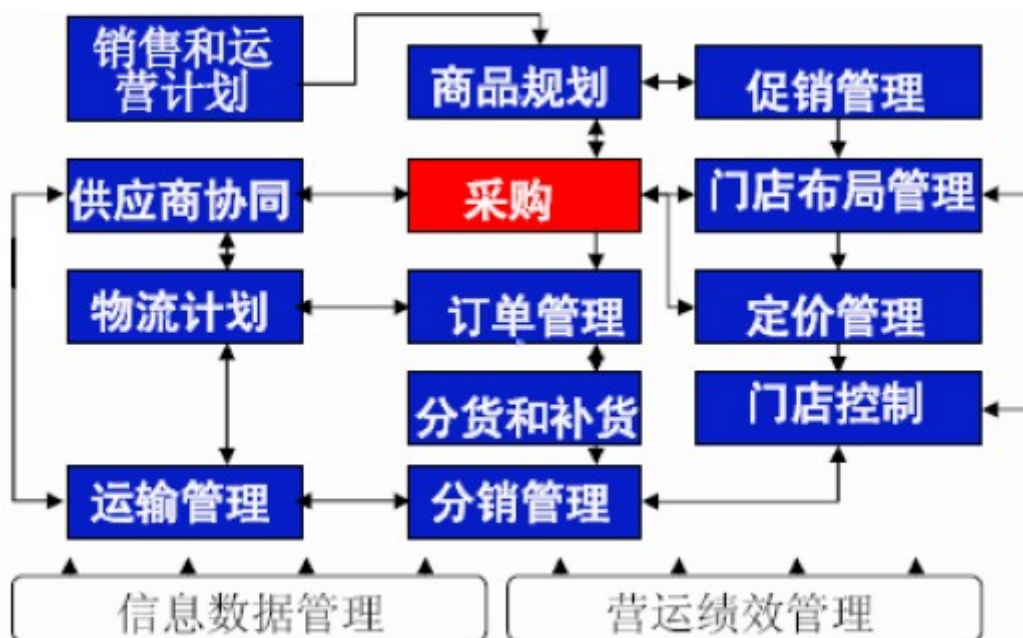 销售和运
营计划
商品规划
促销管理
供应商协同
采购
门店布局管理
物流计划
订单管理
定价管理
分货和补货
门店控制
运输管理
分销管理
信息数据管理
营运绩效管理